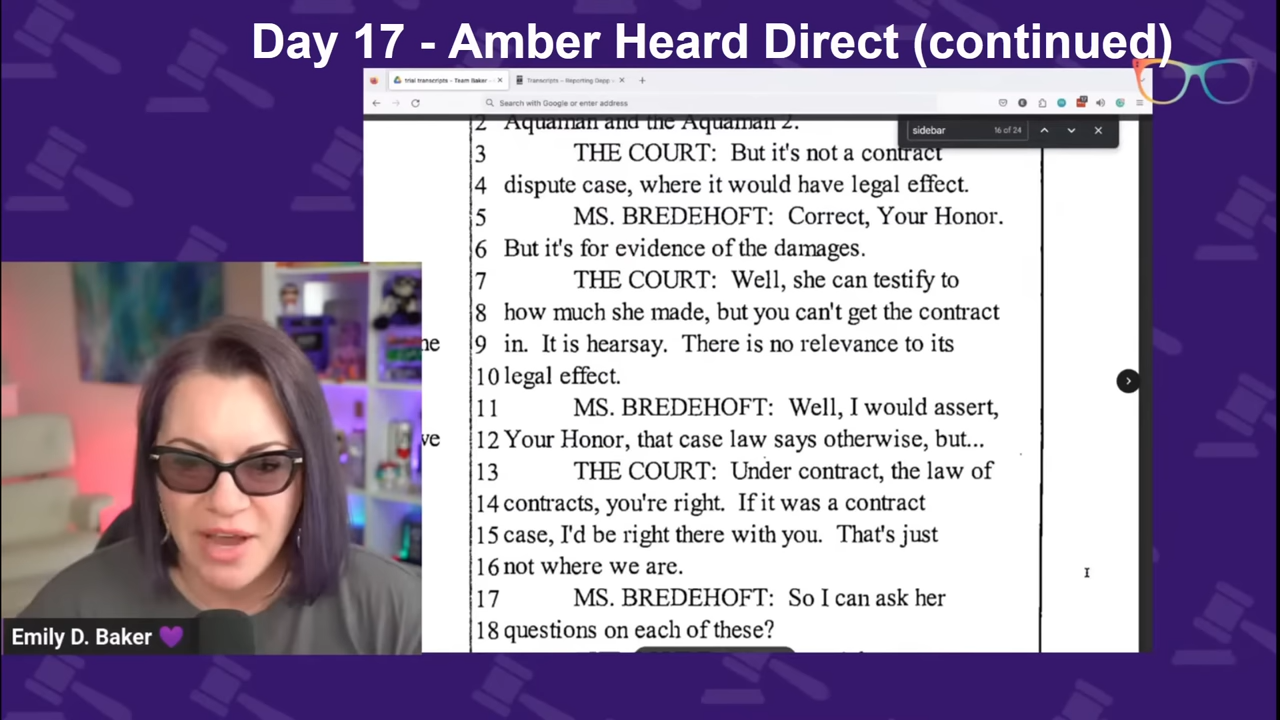 Day 17 - Amber Heard Direct (continued)
trial transcripts - Team Baker
Transcripts – Reporting Depp
Search with Google or enter address
sidebar 16 of 24
2 Aquaman and the Aquaman 2.
3 THE COURT: But it's not a contract
4 dispute case, where it would have legal effect.
5 MS. BREDEHOFT: Correct, Your Honor.
6 But it's for evidence of the damages.
7 THE COURT: Well, she can testify to
8 how much she made, but you can't get the contract
9 in. It is hearsay. There is no relevance to its
10 legal effect.
11 MS. BREDEHOFT: Well, I would assert,
12 Your Honor, that case law says otherwise, but...
13 THE COURT: Under contract, the law of
14 contracts, you're right. If it was a contract
15 case, I'd be right there with you. That's just
16 not where we are.
17 MS. BREDEHOFT: So I can ask her
18 questions on each of these?
Emily D. Baker 💜